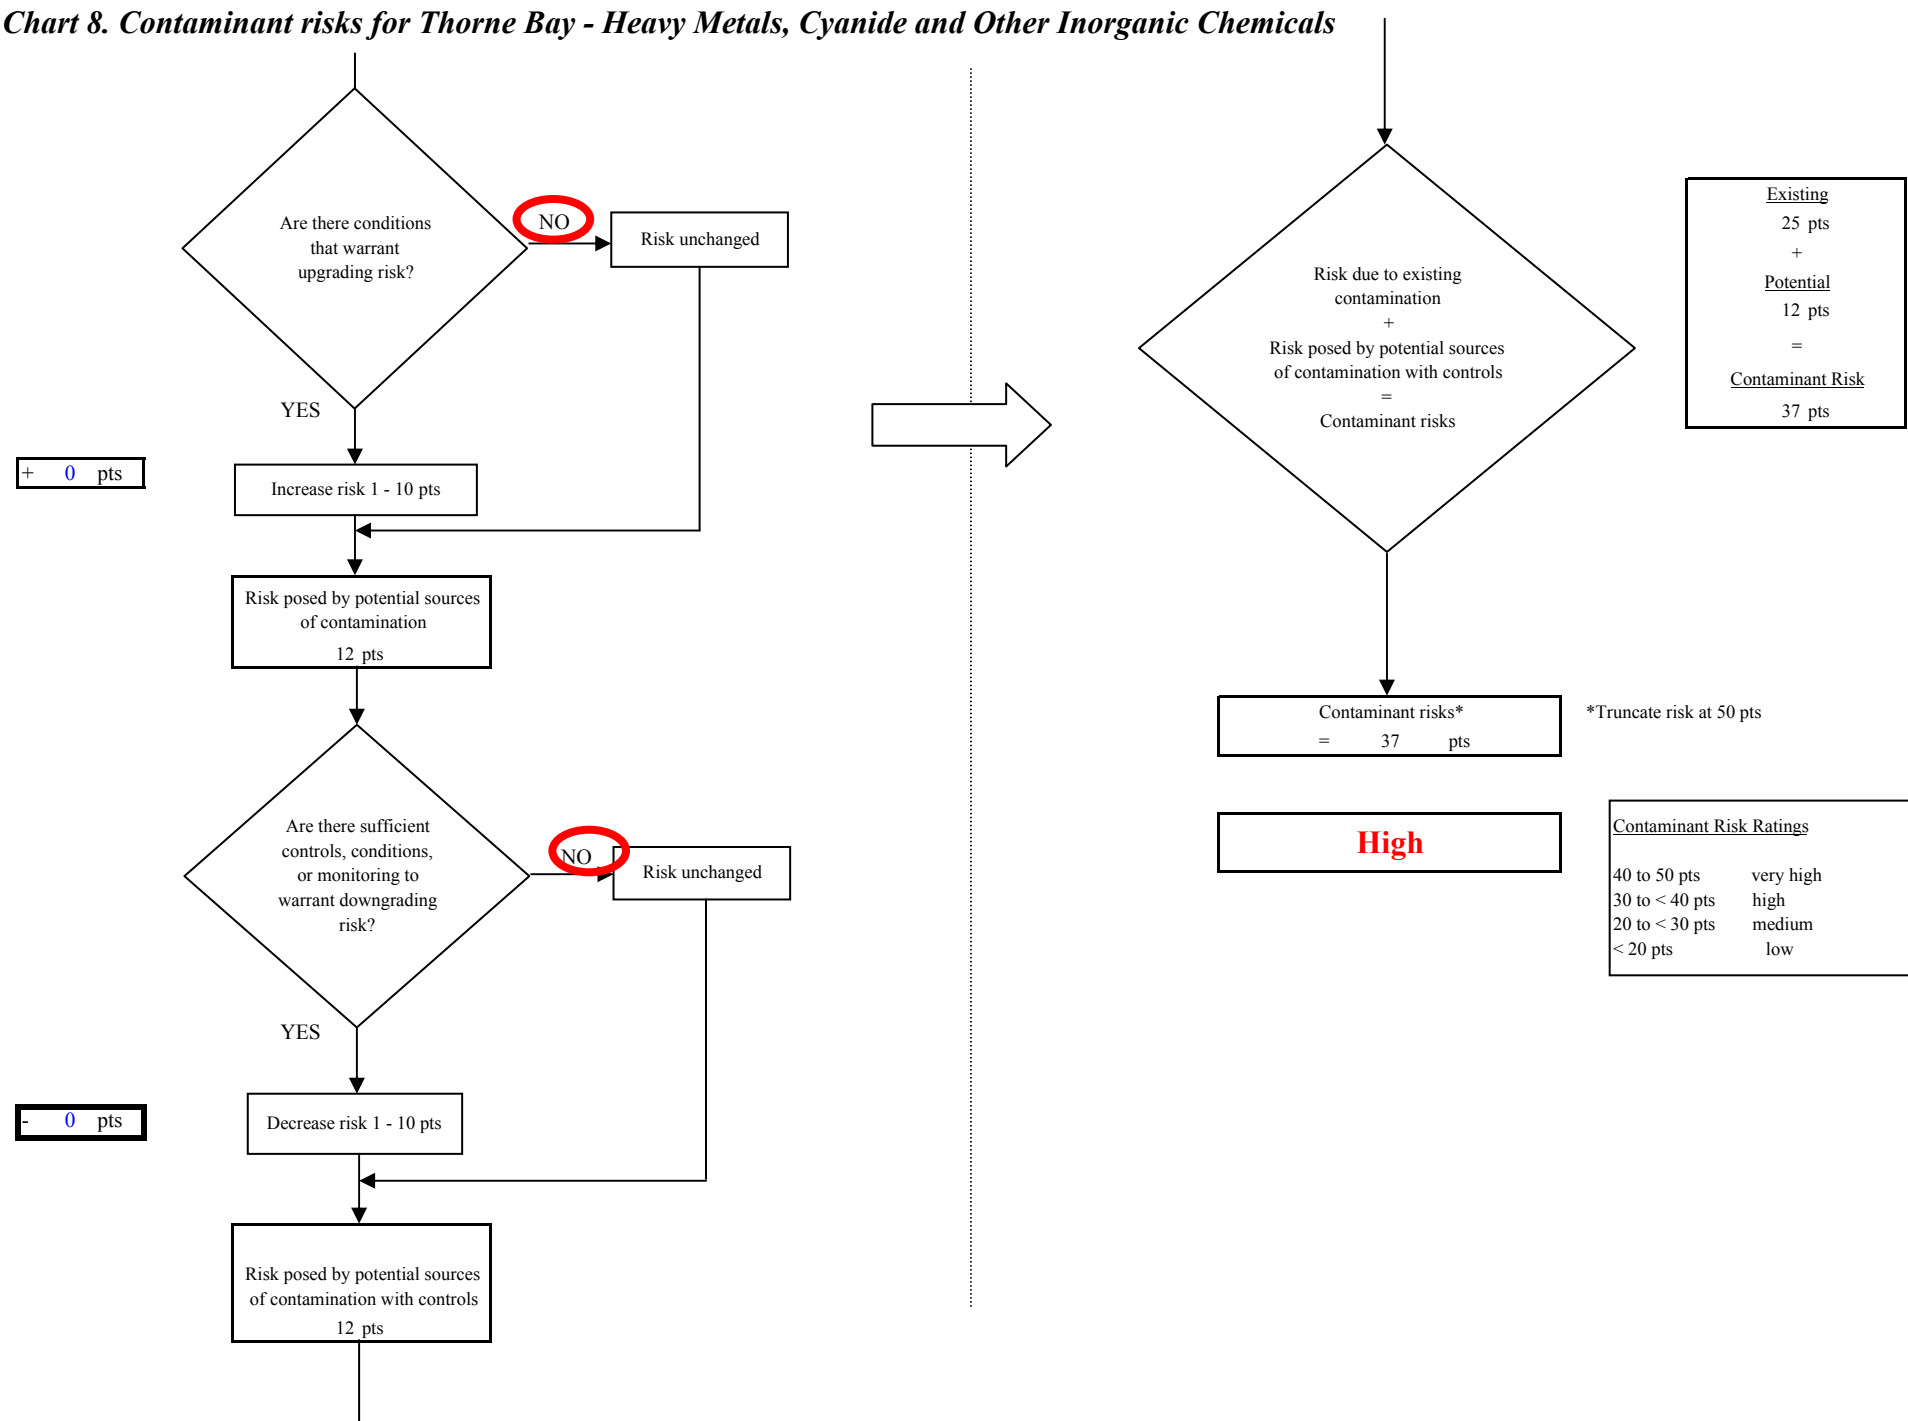 Chart 8. Contaminant risks for Thorne Bay - Heavy Metals, Cyanide and Other Inorganic Chemicals
Are there conditions
that warrant
upgrading risk?
NO
Risk unchanged
YES
+ 0 pts
Increase risk 1 - 10 pts
Risk posed by potential sources
of contamination
12 pts
Are there sufficient
controls, conditions,
or monitoring to
warrant downgrading
risk?
NO
Risk unchanged
YES
- 0 pts
Decrease risk 1 - 10 pts
Risk posed by potential sources
of contamination with controls
12 pts
Risk due to existing
contamination
+
Risk posed by potential sources
of contamination with controls
=
Contaminant risks
Existing
25 pts
+
Potential
12 pts
=
Contaminant Risk
37 pts
Contaminant risks*
= 37 pts
*Truncate risk at 50 pts
High
Contaminant Risk Ratings
40 to 50 pts very high
30 to < 40 pts high
20 to < 30 pts medium
< 20 pts low